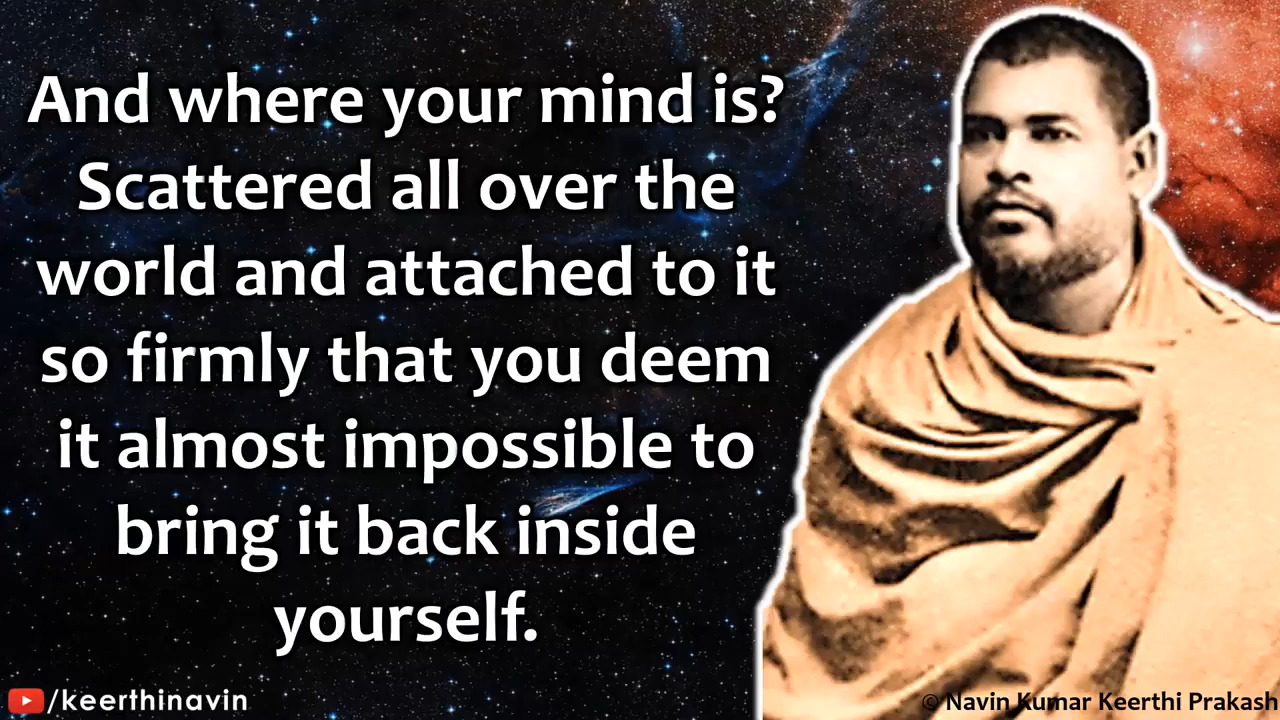 And where your mind is?
Scattered all over the
world and attached to it
so firmly that you deem
it almost impossible to
bring it back inside
yourself.
/keerthinavin
© Navin Kumar Keerthi Prakash